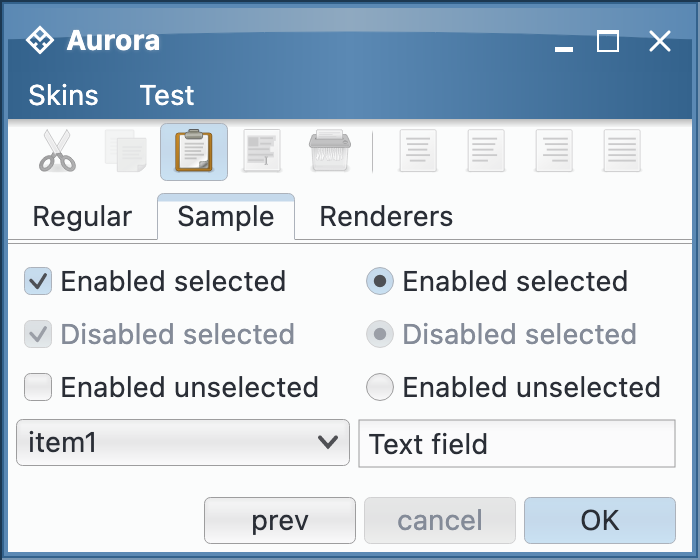 Aurora
Skins Test
Regular Sample Renderers
Enabled selected Enabled selected
Disabled selected Disabled selected
Enabled unselected Enabled unselected
item1 Text field
prev cancel OK